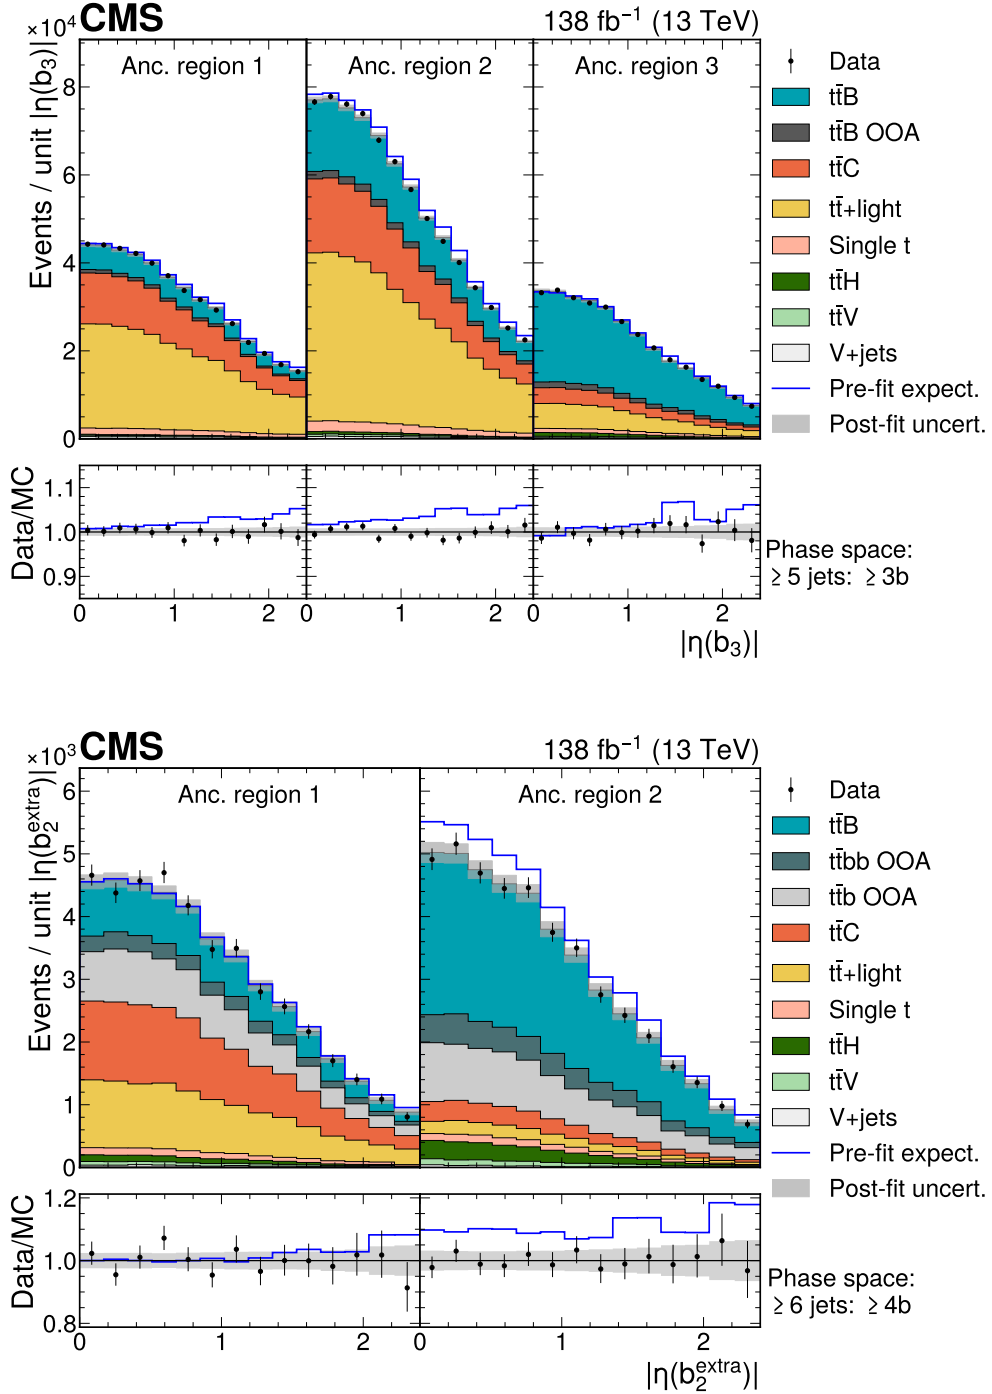 CMS 138 fb⁻¹ (13 TeV)
×10⁴
Events / unit |η(b₃)|
Anc. region 1 Anc. region 2 Anc. region 3
8
6
4
2
0
Data
tt̄B
tt̄B OOA
tt̄C
tt̄+light
Single t
tt̄H
tt̄V
V+jets
Pre-fit expect.
Post-fit uncert.
Data/MC
1.1
1.0
0.9
0 1 2 0 1 2 0 1 2
|η(b₃)|
Phase space:
≥ 5 jets: ≥ 3b
CMS 138 fb⁻¹ (13 TeV)
×10³
Events / unit |η(b₂^extra)|
Anc. region 1 Anc. region 2
6
5
4
3
2
1
0
Data
tt̄B
tt̄bb OOA
tt̄b OOA
tt̄C
tt̄+light
Single t
tt̄H
tt̄V
V+jets
Pre-fit expect.
Post-fit uncert.
Data/MC
1.2
1.0
0.8
0 1 2 0 1 2
|η(b₂^extra)|
Phase space:
≥ 6 jets: ≥ 4b